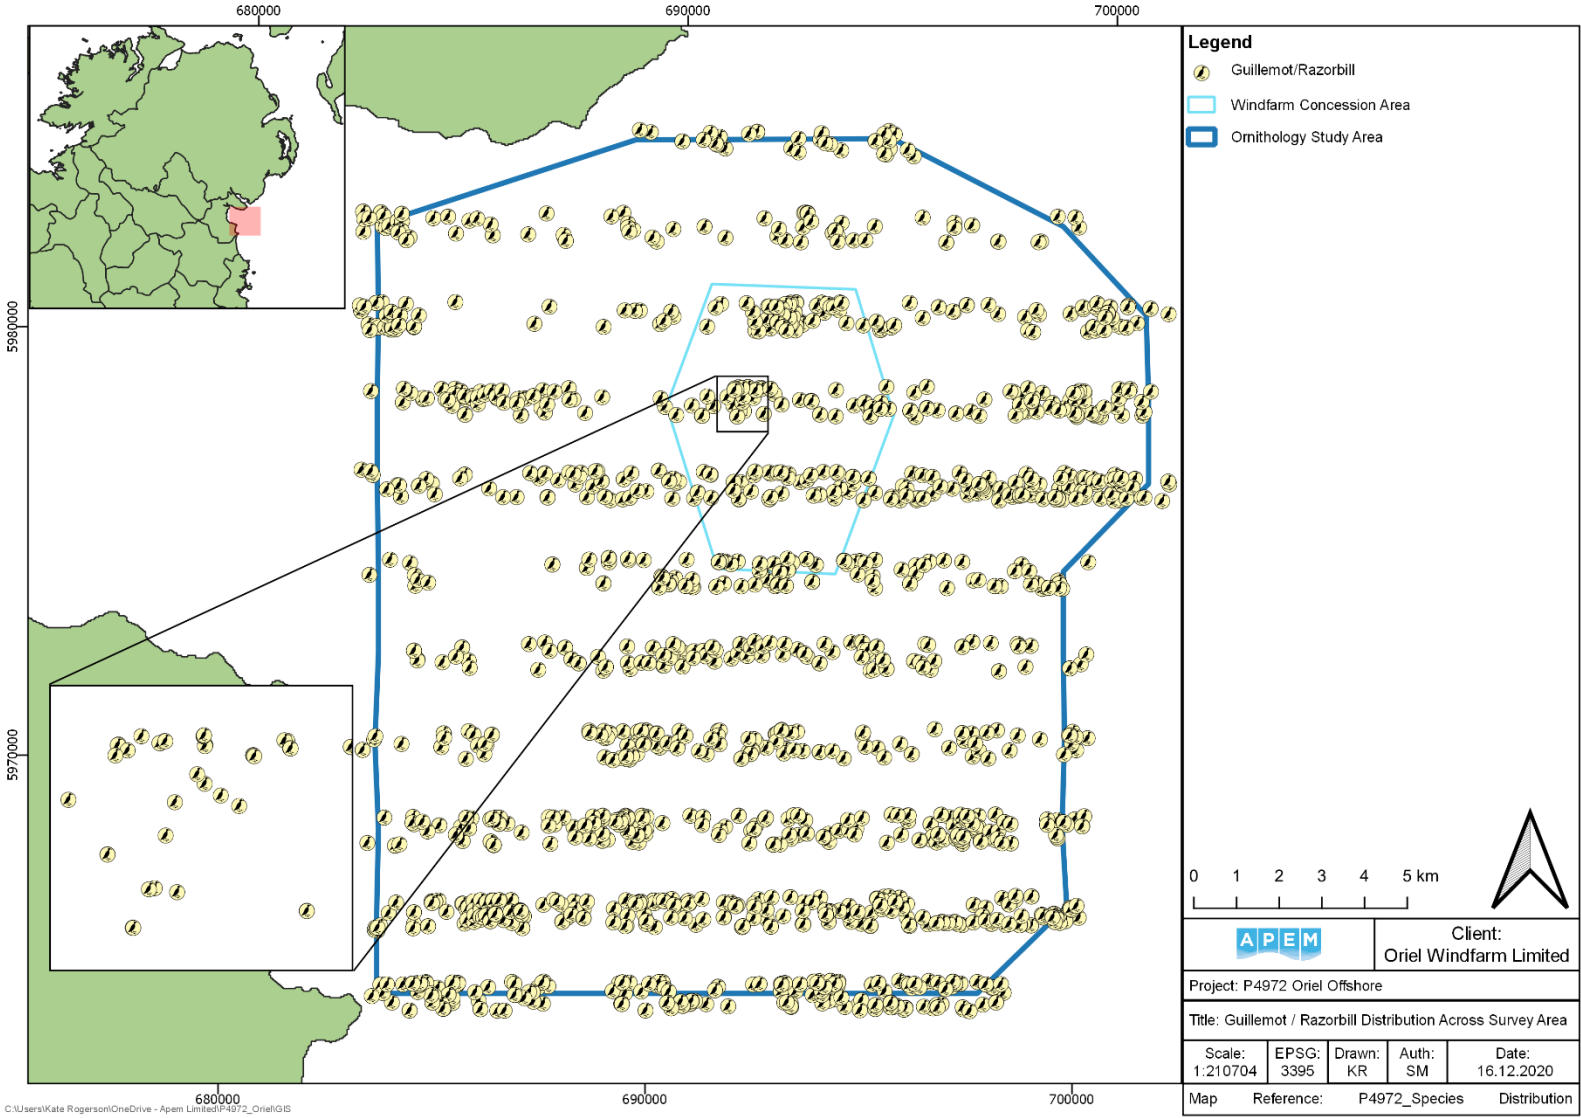 680000
690000
700000
5980000
5970000
Legend
Guillemot/Razorbill
Windfarm Concession Area
Ornithology Study Area
0 1 2 3 4 5 km
APEM
Client:
Oriel Windfarm Limited
Project: P4972 Oriel Offshore
Title: Guillemot / Razorbill Distribution Across Survey Area
Scale:
1:210704
EPSG:
3395
Drawn:
KR
Auth:
SM
Date:
16.12.2020
Map Reference: P4972_Species Distribution
680000
690000
700000
C:\Users\Kate Rogerson\OneDrive - Apem Limited\P4972_Oriel\GIS